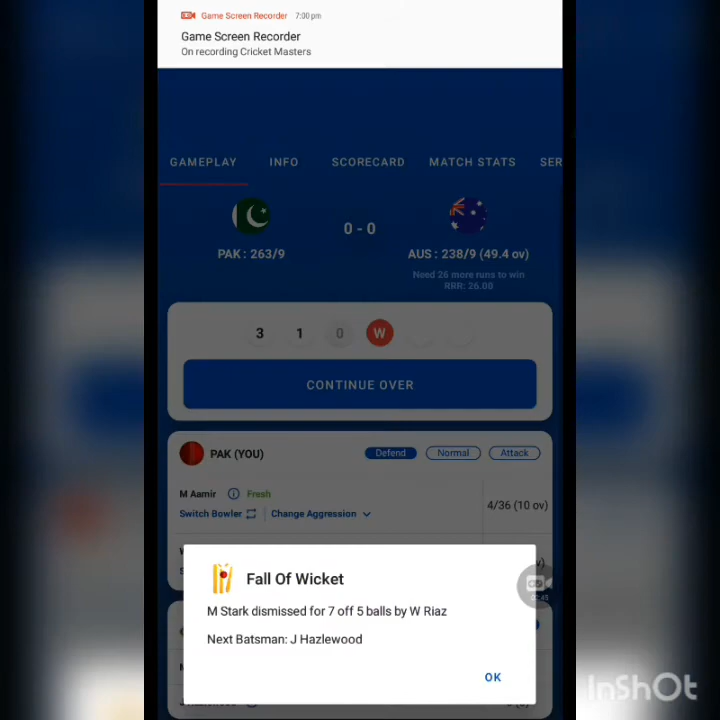 Game Screen Recorder 7:00 pm
Game Screen Recorder
On recording Cricket Masters
GAMEPLAY INFO SCORECARD MATCH STATS SER
0 - 0
PAK : 263/9 AUS : 238/9 (49.4 ov)
Need 26 more runs to win
RRR: 26.00
3 1 0 W
CONTINUE OVER
PAK (YOU) Defend Normal Attack
M Aamir Fresh
Switch Bowler Change Aggression 4/36 (10 ov)
Fall Of Wicket
02:45
M Stark dismissed for 7 off 5 balls by W Riaz
Next Batsman: J Hazlewood
OK
InShOt